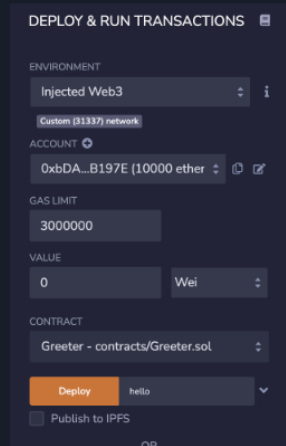 DEPLOY & RUN TRANSACTIONS
ENVIRONMENT
Injected Web3
Custom (31337) network
ACCOUNT
0xbDA...B197E (10000 ether
GAS LIMIT
3000000
VALUE
0 Wei
CONTRACT
Greeter - contracts/Greeter.sol
Deploy hello
Publish to IPFS
OR